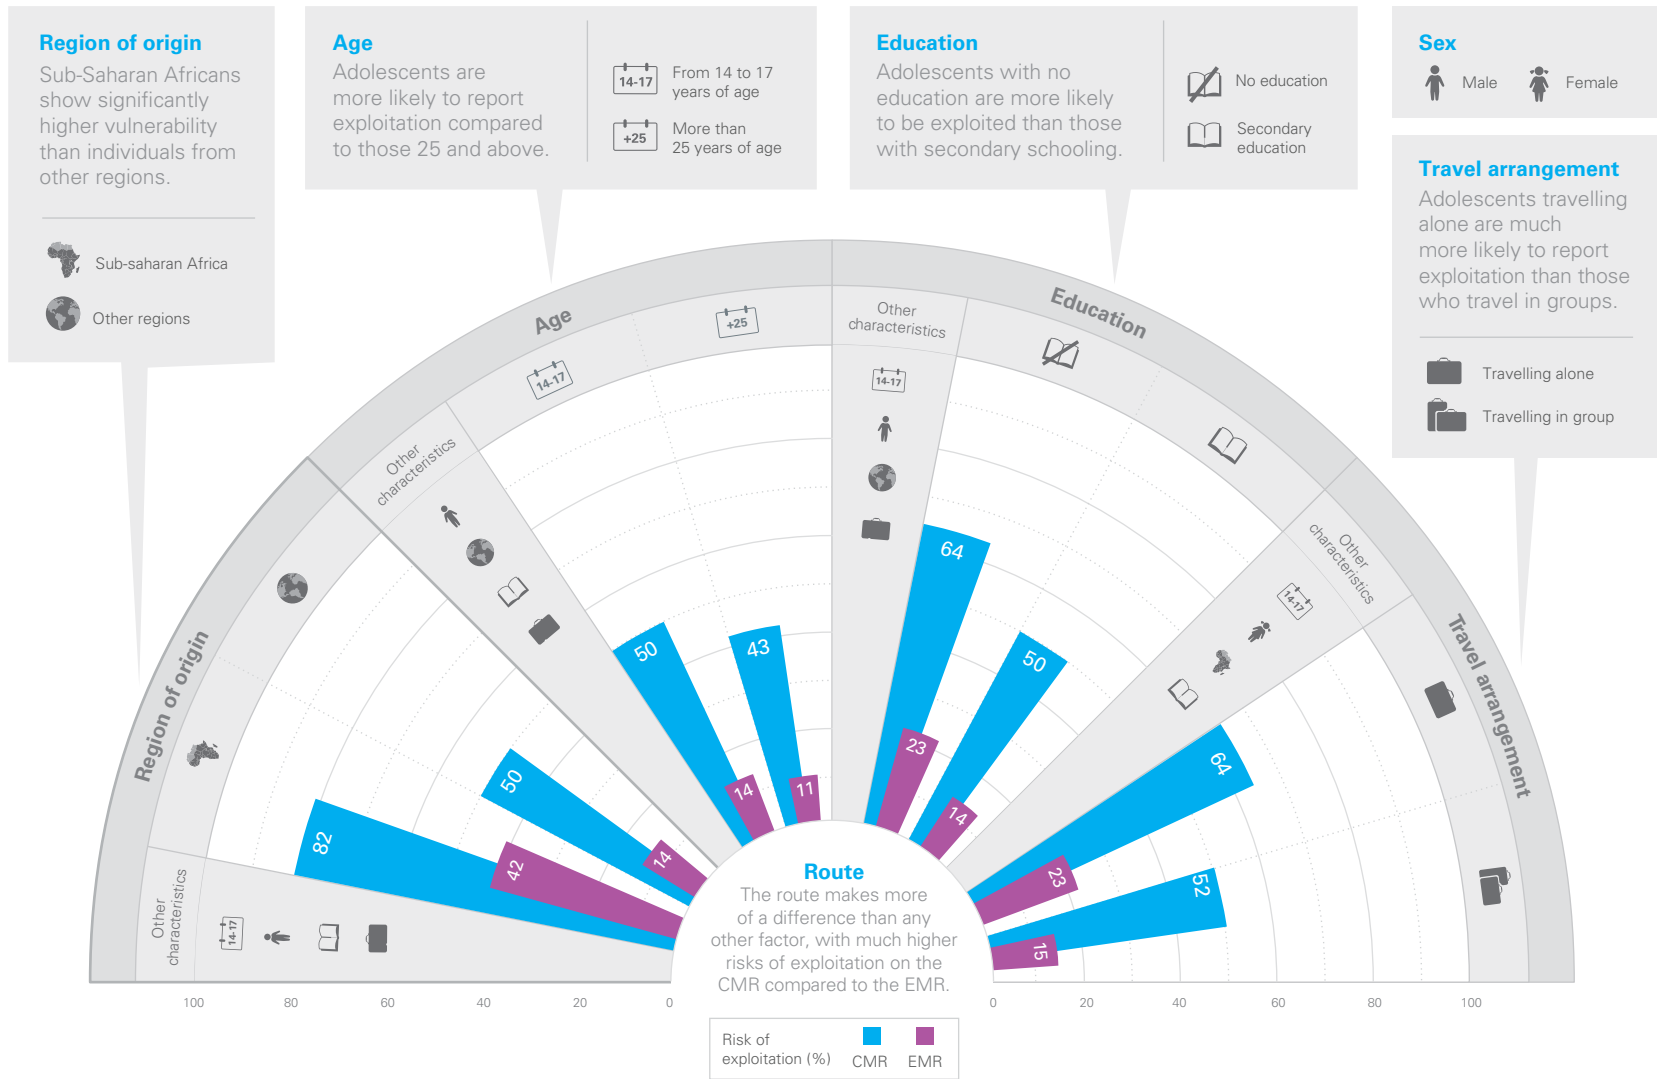 Region of origin
Sub-Saharan Africans
show significantly
higher vulnerability
than individuals from
other regions.
Sub-saharan Africa
Other regions
Age
Adolescents are
more likely to report
exploitation compared
to those 25 and above.
14-17
From 14 to 17
years of age
+25
More than
25 years of age
Education
Adolescents with no
education are more likely
to be exploited than those
with secondary schooling.
No education
Secondary
education
Sex
Male
Female
Travel arrangement
Adolescents travelling
alone are much
more likely to report
exploitation than those
who travel in groups.
Travelling alone
Travelling in group
Region of origin
Other
characteristics
14-17
82
42
50
14
Age
Other
characteristics
14-17
+25
50
14
43
11
Education
Other
characteristics
14-17
64
23
50
14
Travel arrangement
Other
characteristics
14-17
64
23
52
15
Route
The route makes more
of a difference than any
other factor, with much higher
risks of exploitation on the
CMR compared to the EMR.
100 80 60 40 20 0
0 20 40 60 80 100
Risk of
exploitation (%)
CMR
EMR